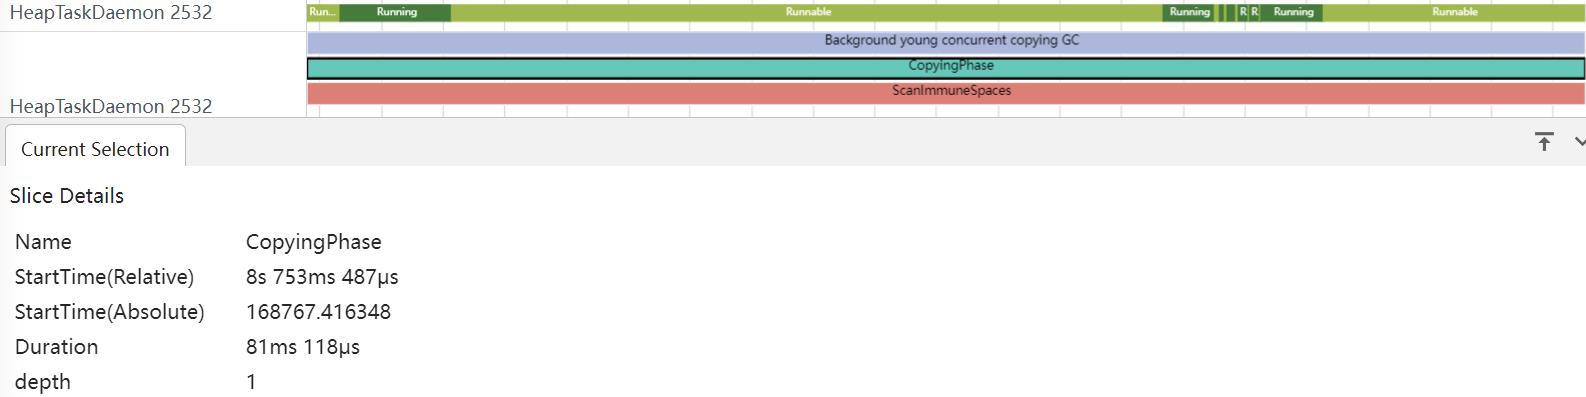 HeapTaskDaemon 2532
Run... Running Runnable Running R R Running Runnable
Background young concurrent copying GC
CopyingPhase
ScanImmuneSpaces
HeapTaskDaemon 2532
Current Selection
Slice Details
Name CopyingPhase
StartTime(Relative) 8s 753ms 487μs
StartTime(Absolute) 168767.416348
Duration 81ms 118μs
depth 1